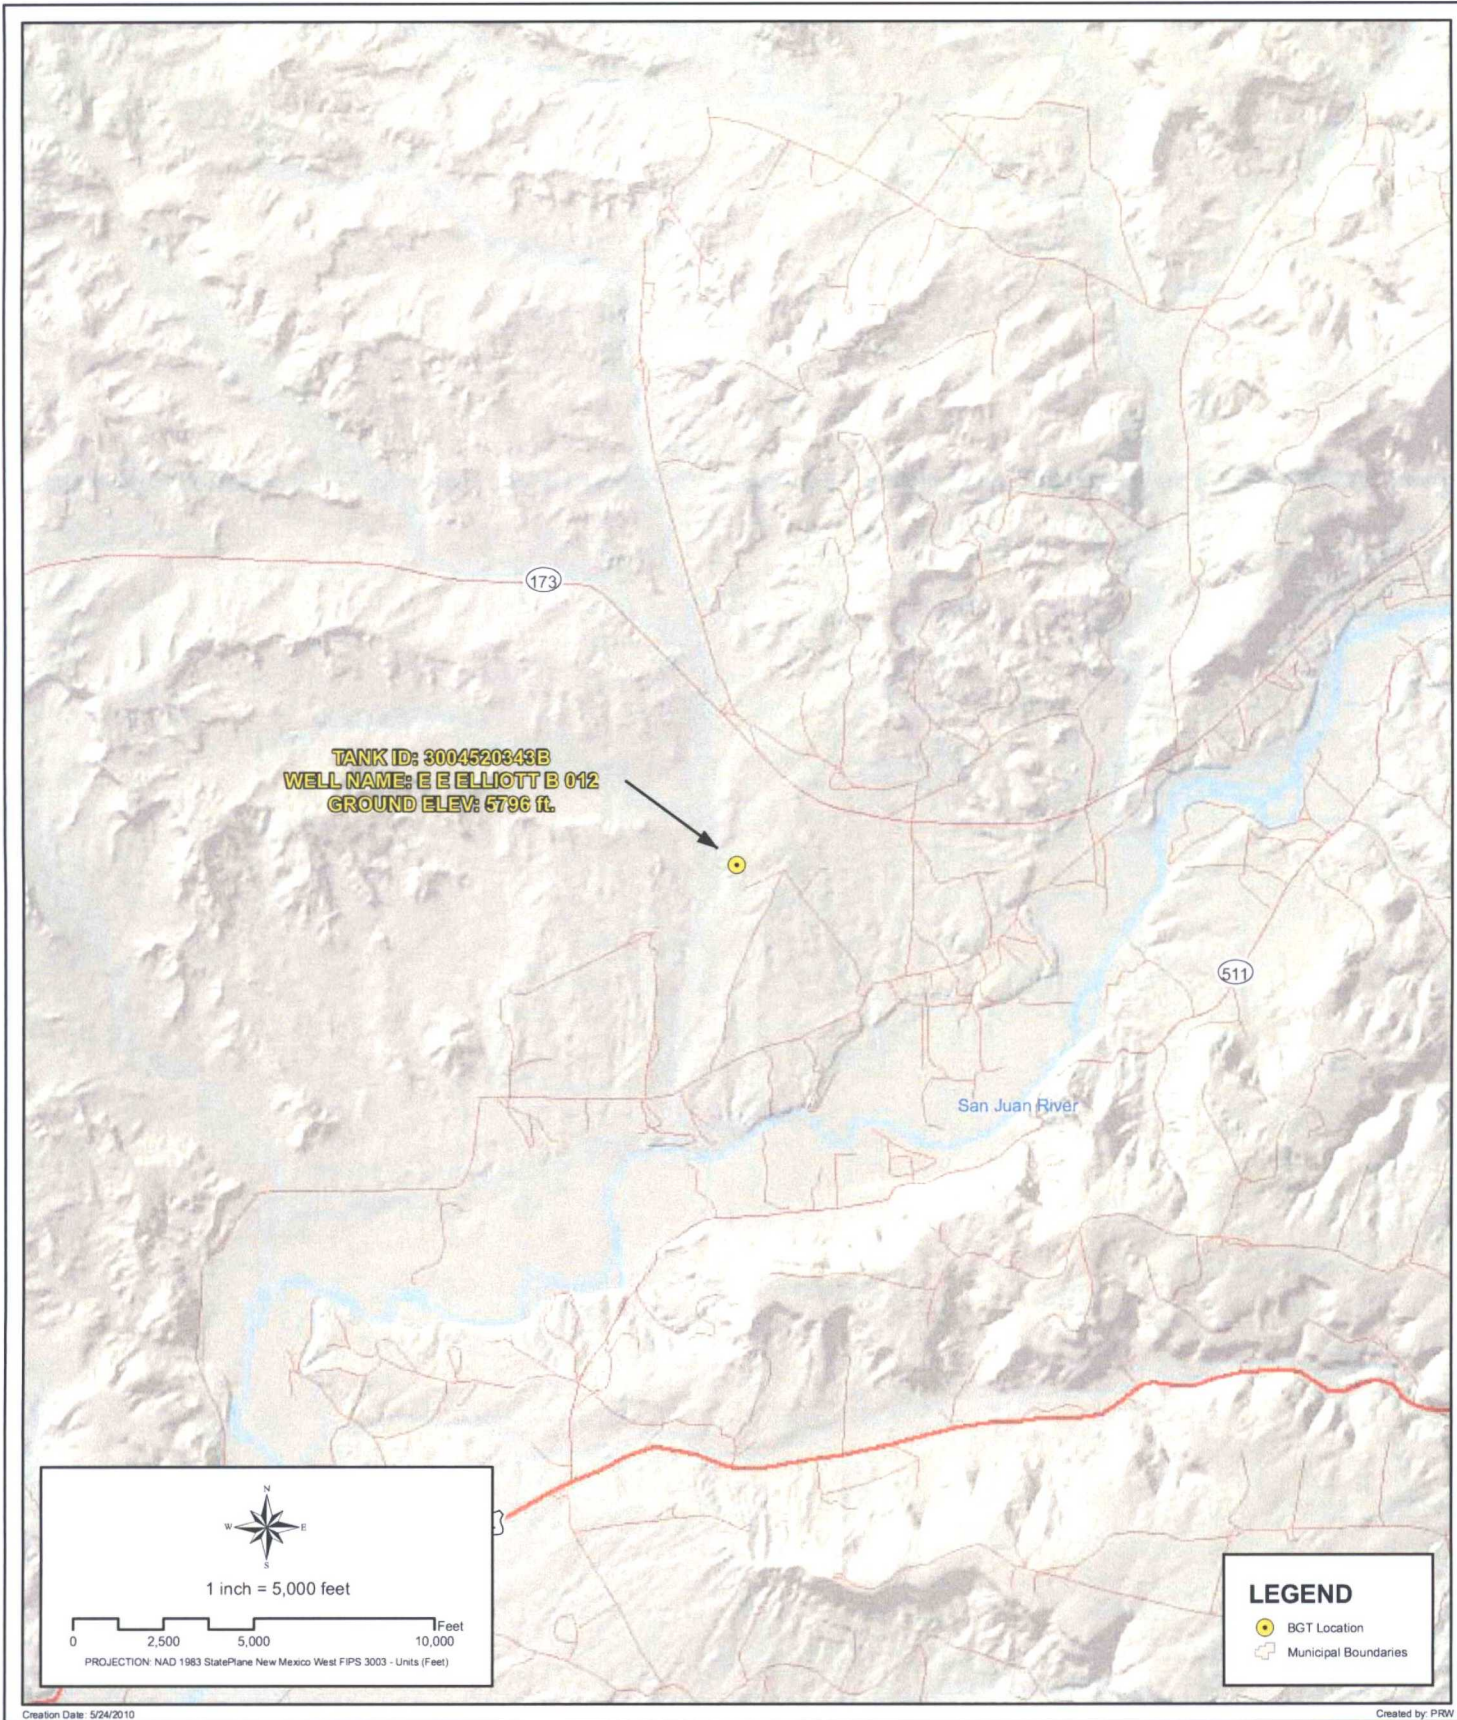 173
TANK ID: 3004520343B
WELL NAME: E E ELLIOTT B 012
GROUND ELEV: 5796 ft.
511
San Juan River
N
W E
S
1 inch = 5,000 feet
Feet
0 2,500 5,000 10,000
PROJECTION: NAD 1983 StatePlane New Mexico West FIPS 3003 - Units (Feet)
LEGEND
BGT Location
Municipal Boundaries
Creation Date: 5/24/2010
Created by: PRW